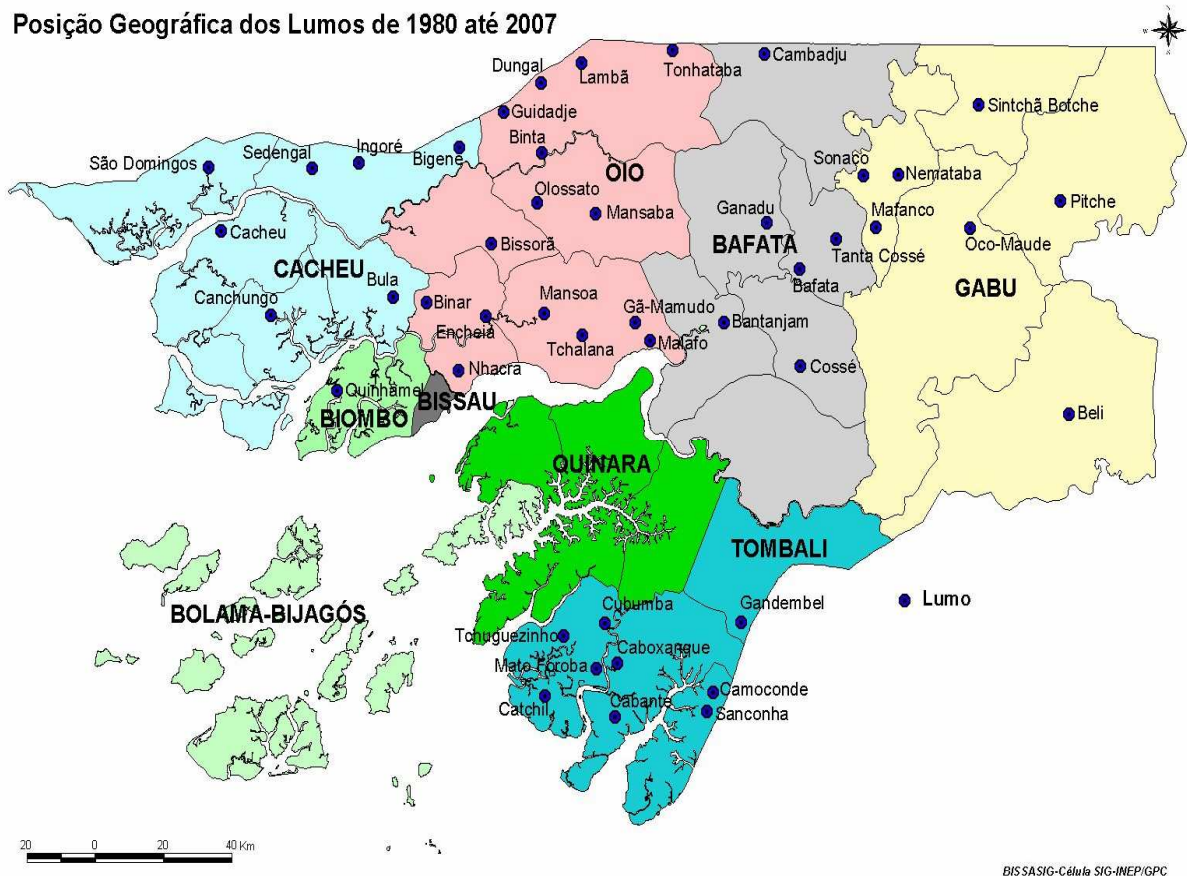 Posição Geográfica dos Lumos de 1980 até 2007
Cambadju
Tonhataba
Lambã
Dungal
Sintchã Botche
Guidadje
Binta
Ingoré
Bigene
Sedengal
São Domingos
OIO
Sonaco
Nemataba
Olossato
Mansaba
Pitche
Ganadu
Mafanco
Cacheu
Bissorã
BAFATA
Tanta Cossé
Oco-Maude
CACHEU
Bula
Bafata
GABU
Canchungo
Binar
Mansoa
Gã-Mamudo
Bantanjam
Encheiá
Tchalana
Malafo
Nhacra
Cossé
Quinhamel
BISSAU
BIOMBO
Beli
QUINARA
TOMBALI
BOLAMA-BIJAGÓS
Lumo
Cubumba
Gandembel
Tchuguezinho
Caboxanque
Mato Foroba
Camoconde
Catchil
Cabante
Sanconha
20 0 20 40 Km
BISSASIG-Célula SIG-INEP/GPC